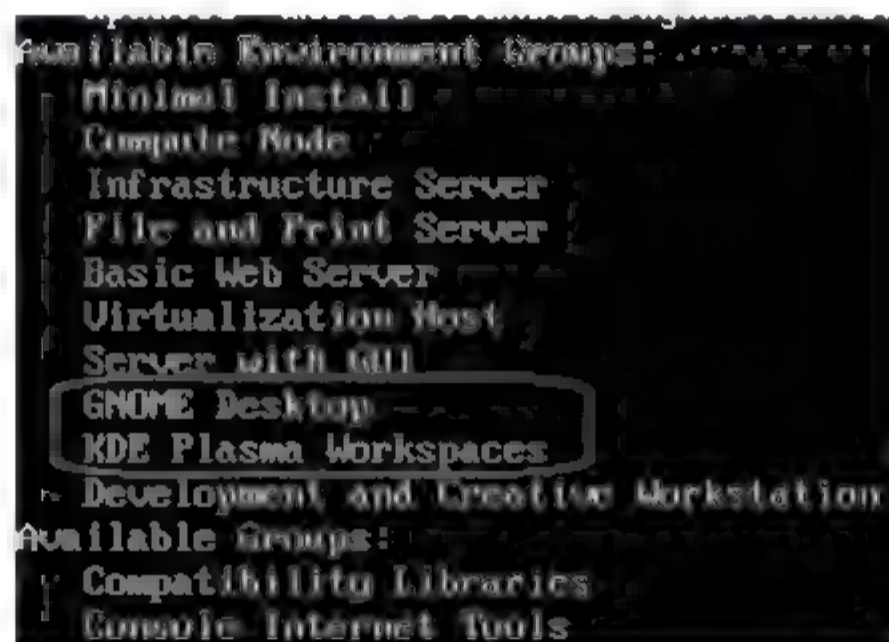 Available Environment Groups:
Minimal Install
Compute Node
Infrastructure Server
File and Print Server
Basic Web Server
Virtualization Host
Server with GUI
GNOME Desktop
KDE Plasma Workspaces
Development and Creative Workstation
Available Groups:
Compatibility Libraries
Console Internet Tools